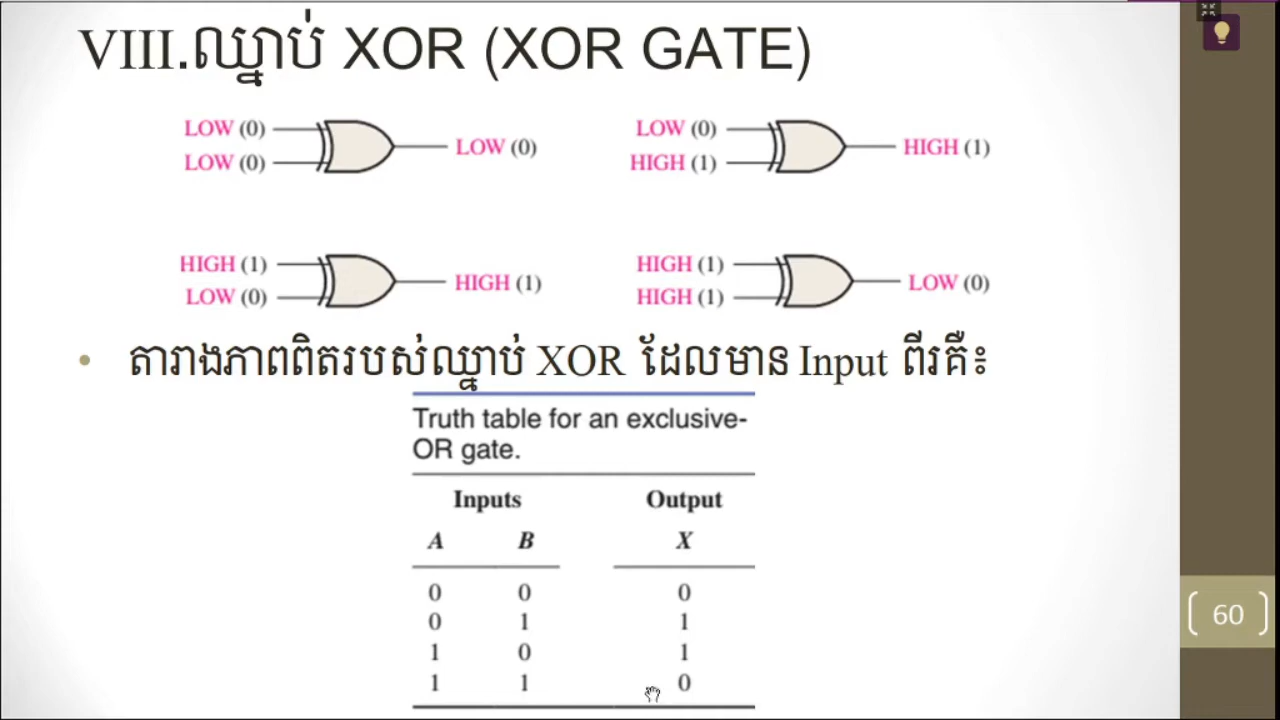 VIII.ឈ្នាប់ XOR (XOR GATE)
LOW (0)
LOW (0)
LOW (0)
LOW (0)
HIGH (1)
HIGH (1)
HIGH (1)
LOW (0)
HIGH (1)
HIGH (1)
HIGH (1)
LOW (0)
• តារាងភាពពិតរបស់ឈ្នាប់ XOR ដែលមាន Input ពីរគឺ៖
Truth table for an exclusive-
OR gate.
Inputs Output
A B X
0 0 0
0 1 1
1 0 1
1 1 0
60